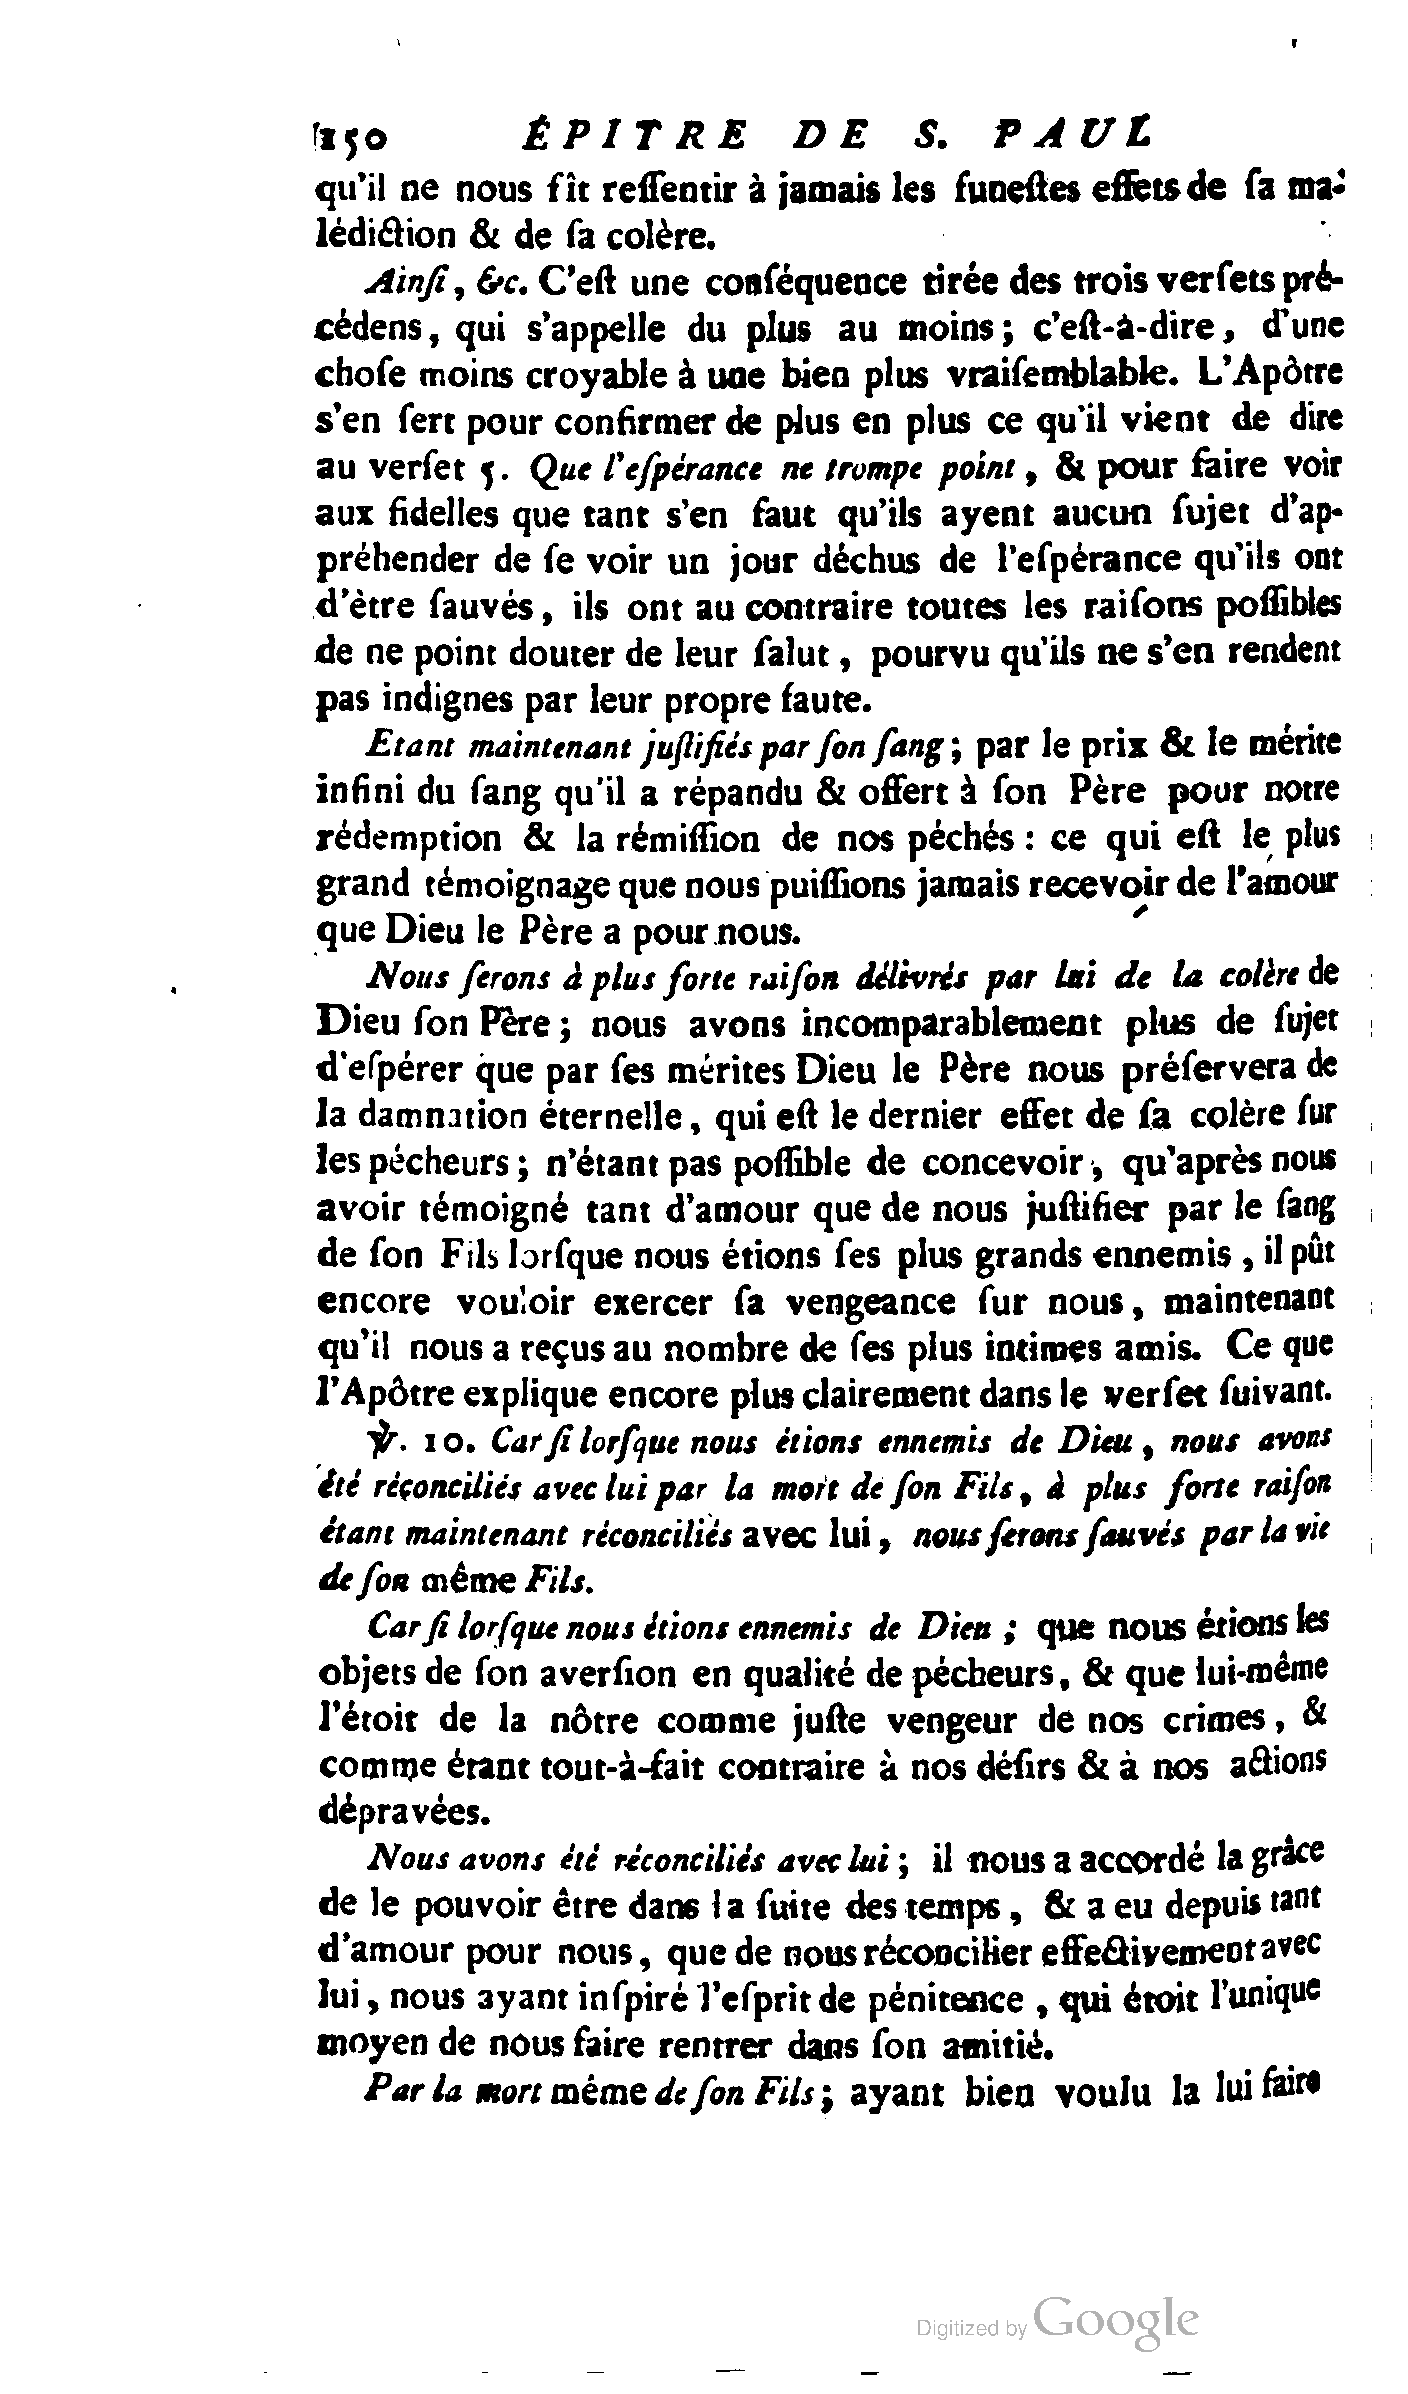 150 ÉPITRE DE S. PAUL
qu'il ne nous fît reſſentir à jamais les funeſtes effets de ſa ma-
lédiction & de ſa colère.
Ainſi, &c. C'eſt une conſéquence tirée des trois verſets pré-
cédens, qui s'appelle du plus au moins; c'eſt-à-dire, d'une
choſe moins croyable à une bien plus vraiſemblable. L'Apôtre
s'en ſert pour confirmer de plus en plus ce qu'il vient de dire
au verſet 5. Que l'eſpérance ne trompe point, & pour faire voir
aux fidelles que tant s'en faut qu'ils ayent aucun ſujet d'ap-
préhender de ſe voir un jour déchus de l'eſpérance qu'ils ont
d'ètre ſauvés, ils ont au contraire toutes les raiſons poſſibles
de ne point douter de leur ſalut, pourvu qu'ils ne s'en rendent
pas indignes par leur propre faute.
Etant maintenant juſtifiés par ſon ſang; par le prix & le mérite
infini du ſang qu'il a répandu & offert à ſon Père pour notre
rédemption & la rémiſſion de nos péchés : ce qui eſt le plus
grand témoignage que nous puiſſions jamais recevoir de l'amour
que Dieu le Père a pour nous.
Nous ſerons à plus forte raiſon délivrés par lui de la colère de
Dieu ſon Père; nous avons incomparablement plus de ſujet
d'eſpérer que par ſes mérites Dieu le Père nous préſervera de
la damnation éternelle, qui eſt le dernier effet de ſa colère ſur
les pécheurs; n'étant pas poſſible de concevoir, qu'après nous
avoir témoigné tant d'amour que de nous juſtifier par le ſang
de ſon Fils lorſque nous étions ſes plus grands ennemis, il pût
encore vouloir exercer ſa vengeance ſur nous, maintenant
qu'il nous a reçus au nombre de ſes plus intimes amis. Ce que
l'Apôtre explique encore plus clairement dans le verſet ſuivant.
℣. 10. Car ſi lorſque nous étions ennemis de Dieu, nous avons
été réconciliés avec lui par la mort de ſon Fils, à plus forte raiſon
étant maintenant réconciliés avec lui, nous ſerons ſauvés par la vie
de ſon même Fils.
Car ſi lorſque nous étions ennemis de Dieu; que nous étions les
objets de ſon averſion en qualité de pécheurs, & que lui-même
l'étoit de la nôtre comme juſte vengeur de nos crimes, &
comme étant tout-à-fait contraire à nos déſirs & à nos actions
dépravées.
Nous avons été réconciliés avec lui; il nous a accordé la grâce
de le pouvoir être dans la ſuite des temps, & a eu depuis tant
d'amour pour nous, que de nous réconcilier effectivement avec
lui, nous ayant inſpiré l'eſprit de pénitence, qui étoit l'unique
moyen de nous faire rentrer dans ſon amitié.
Par la mort même de ſon Fils; ayant bien voulu la lui faire
Digitized by Google